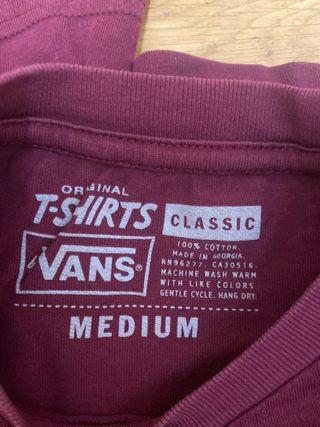 ORIGINAL
T-SHIRTS
CLASSIC
VANS®
100% COTTON.
MADE IN GEORGIA.
RN96277. CA30516.
MACHINE WASH WARM
WITH LIKE COLORS
GENTLE CYCLE. HANG DRY.
MEDIUM